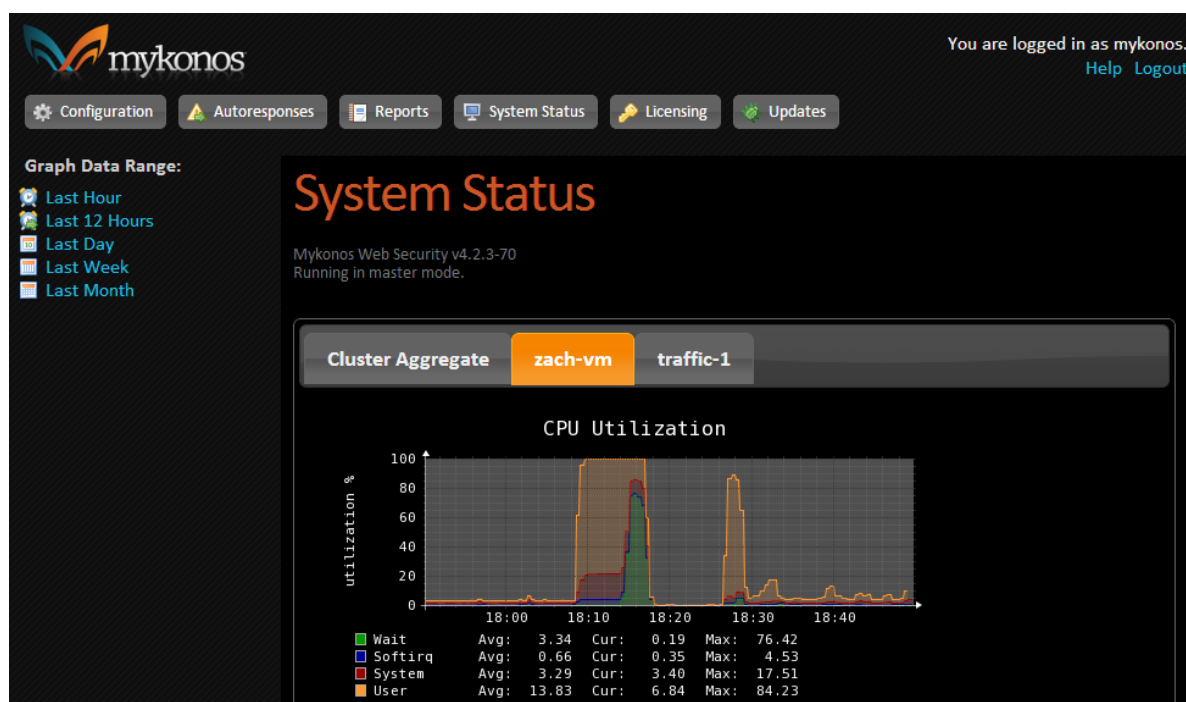 mykonos
You are logged in as mykonos.
Help Logout
Configuration Autoresponses Reports System Status Licensing Updates
Graph Data Range:
Last Hour
Last 12 Hours
Last Day
Last Week
Last Month
System Status
Mykonos Web Security v4.2.3-70
Running in master mode.
Cluster Aggregate zach-vm traffic-1
CPU Utilization
utilization %
100
80
60
40
20
0
18:00 18:10 18:20 18:30 18:40
Wait Avg: 3.34 Cur: 0.19 Max: 76.42
Softirq Avg: 0.66 Cur: 0.35 Max: 4.53
System Avg: 3.29 Cur: 3.40 Max: 17.51
User Avg: 13.83 Cur: 6.84 Max: 84.23